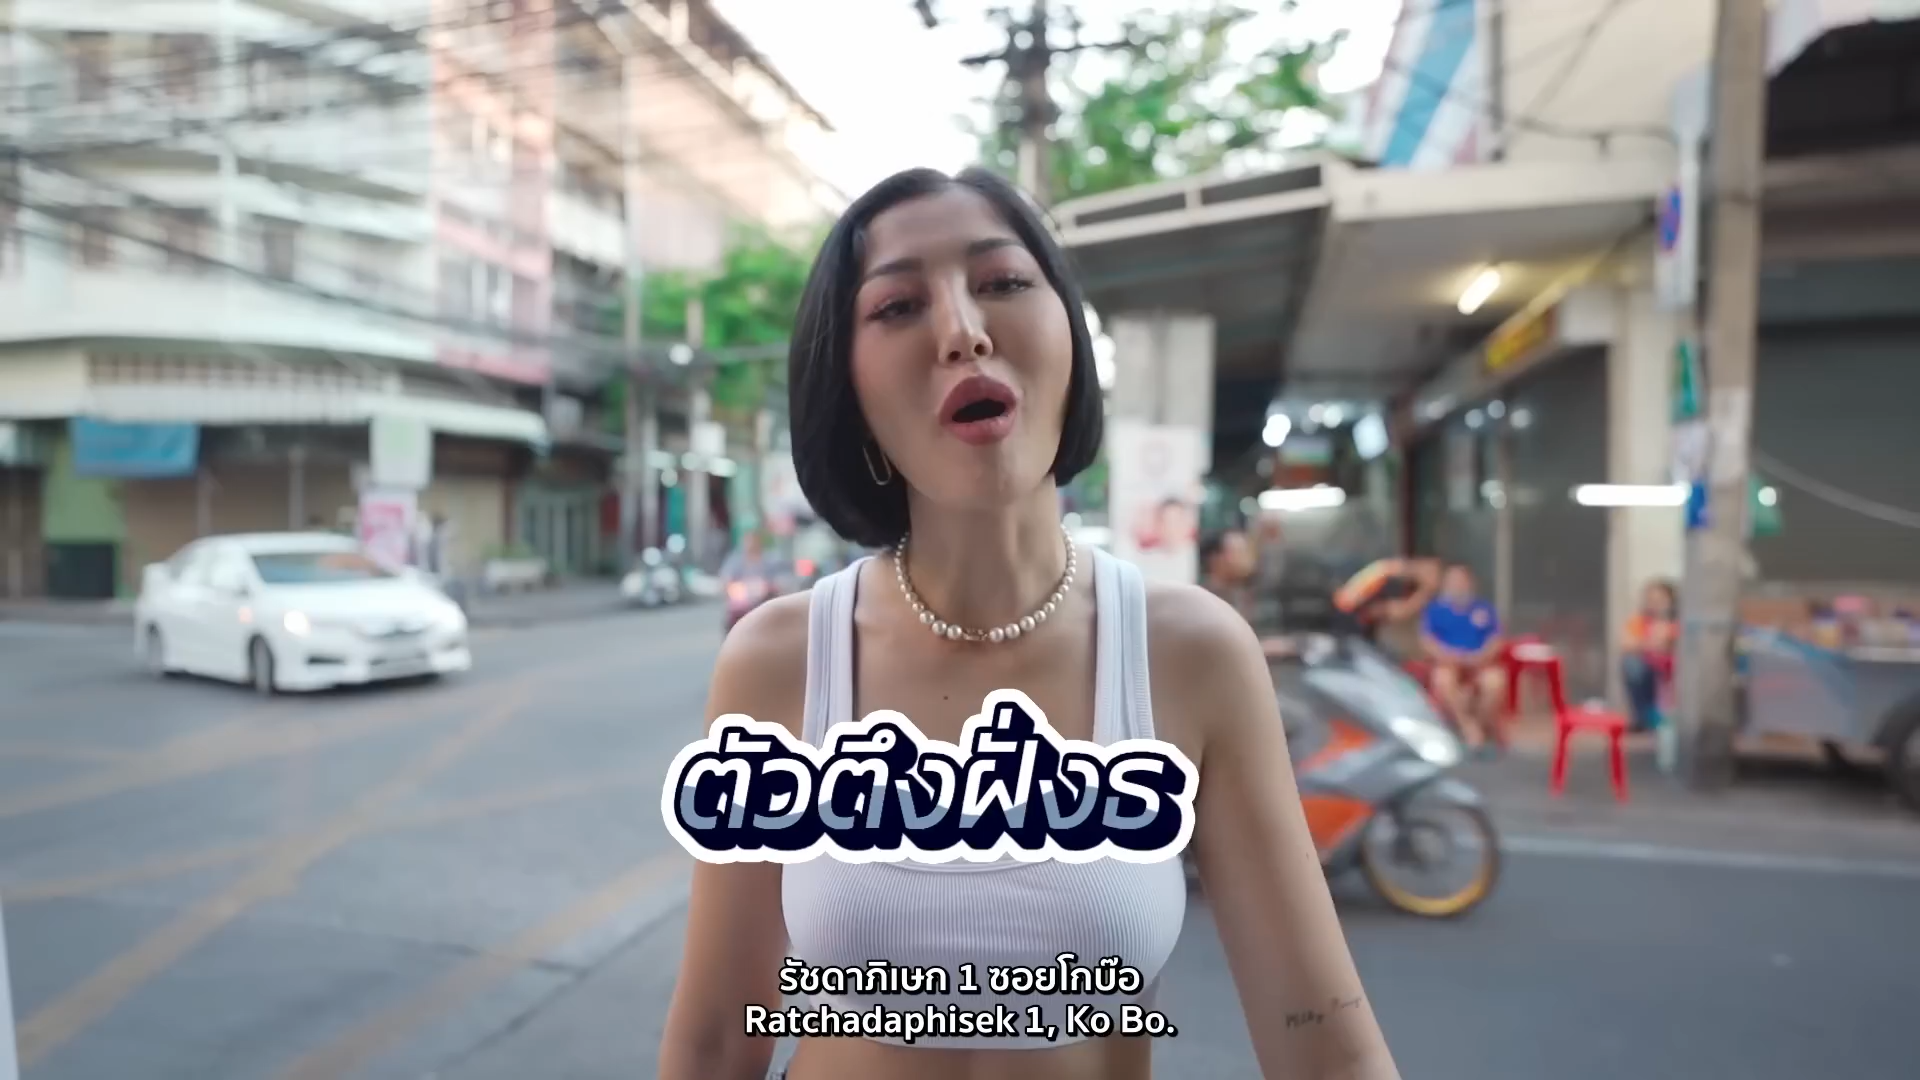 ตัวตึงฝั่งธ
รัชดาภิเษก 1 ซอยโกบ๊อ
Ratchadaphisek 1, Ko Bo.